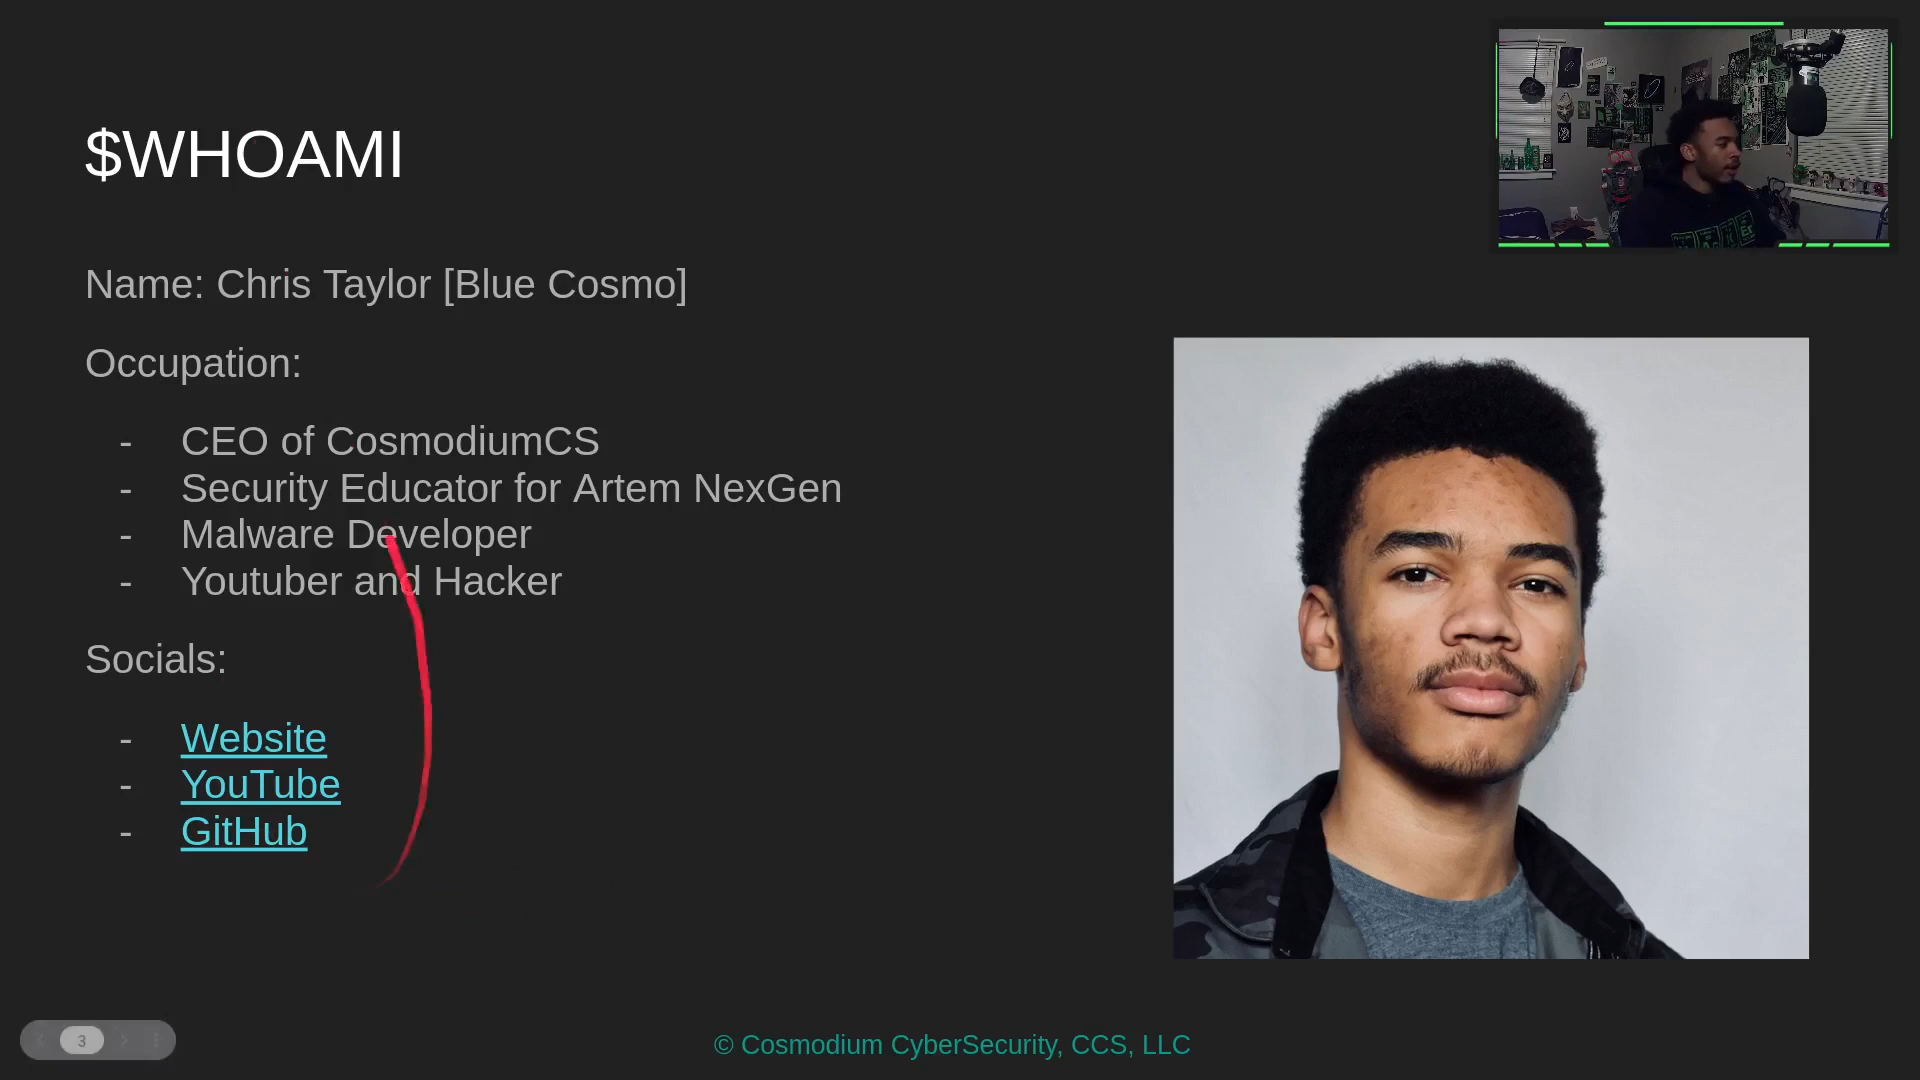 $WHOAMI
Name: Chris Taylor [Blue Cosmo]
Occupation:
- CEO of CosmodiumCS
- Security Educator for Artem NexGen
- Malware Developer
- Youtuber and Hacker
Socials:
- Website
- YouTube
- GitHub
3
© Cosmodium CyberSecurity, CCS, LLC